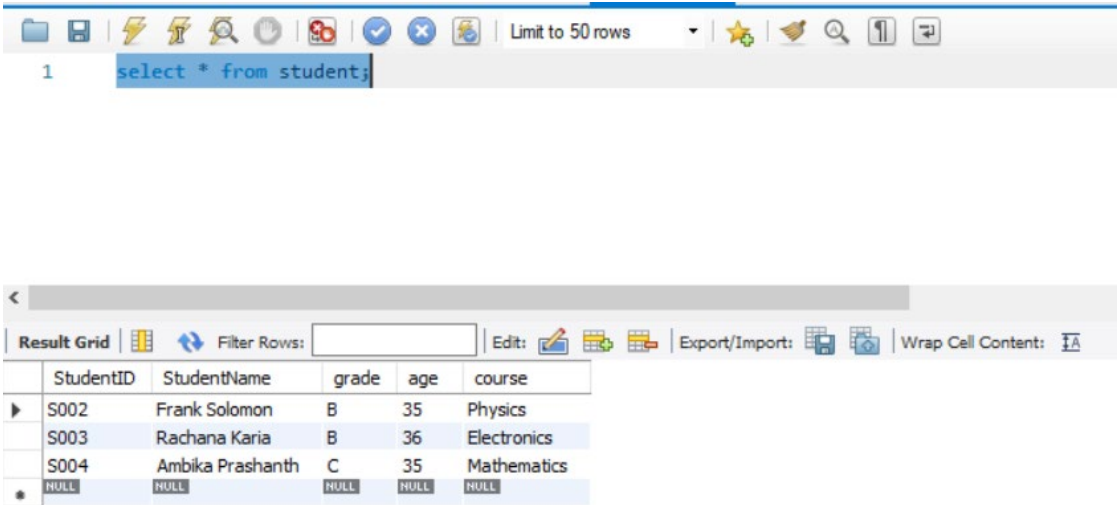 Limit to 50 rows
1 select * from student;
Result Grid Filter Rows: Edit: Export/Import: Wrap Cell Content: IA
StudentID StudentName grade age course
S002 Frank Solomon B 35 Physics
S003 Rachana Karia B 36 Electronics
S004 Ambika Prashanth C 35 Mathematics
NULL NULL NULL NULL NULL